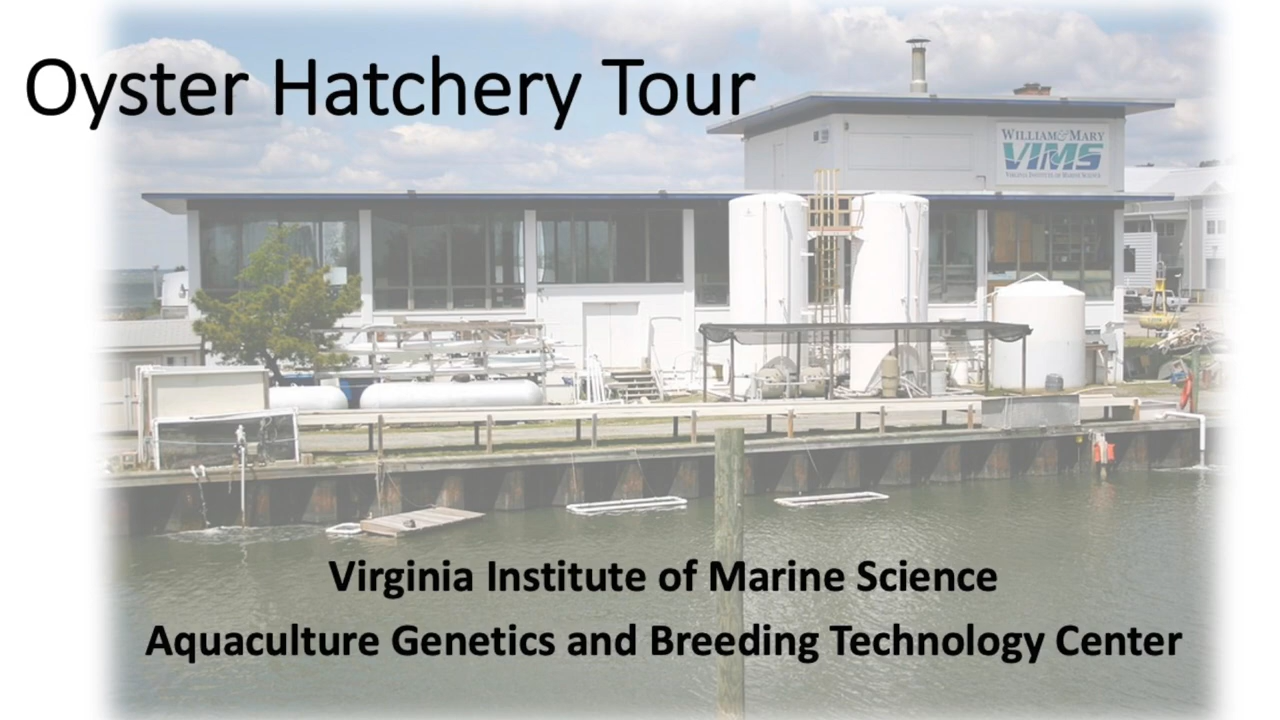 Oyster Hatchery Tour
WILLIAM & MARY
VIMS
VIRGINIA INSTITUTE OF MARINE SCIENCE
Virginia Institute of Marine Science
Aquaculture Genetics and Breeding Technology Center